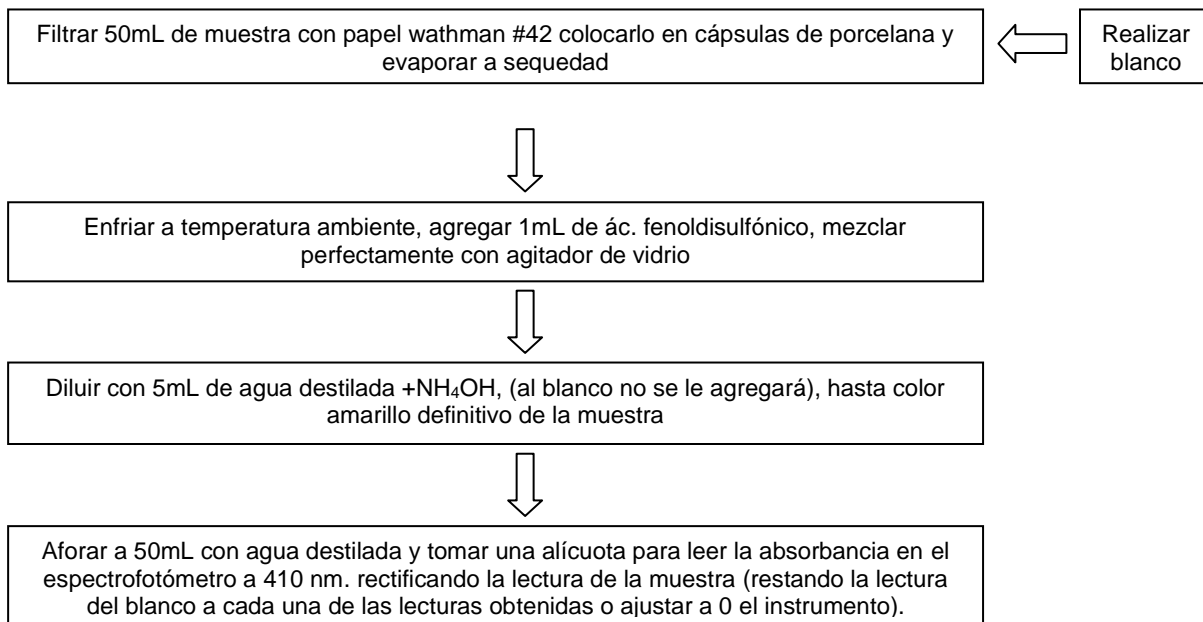 Filtrar 50mL de muestra con papel wathman #42 colocarlo en cápsulas de porcelana y
evaporar a sequedad
Realizar
blanco
Enfriar a temperatura ambiente, agregar 1mL de ác. fenoldisulfónico, mezclar
perfectamente con agitador de vidrio
Diluir con 5mL de agua destilada +NH₄OH, (al blanco no se le agregará), hasta color
amarillo definitivo de la muestra
Aforar a 50mL con agua destilada y tomar una alícuota para leer la absorbancia en el
espectrofotómetro a 410 nm. rectificando la lectura de la muestra (restando la lectura
del blanco a cada una de las lecturas obtenidas o ajustar a 0 el instrumento).